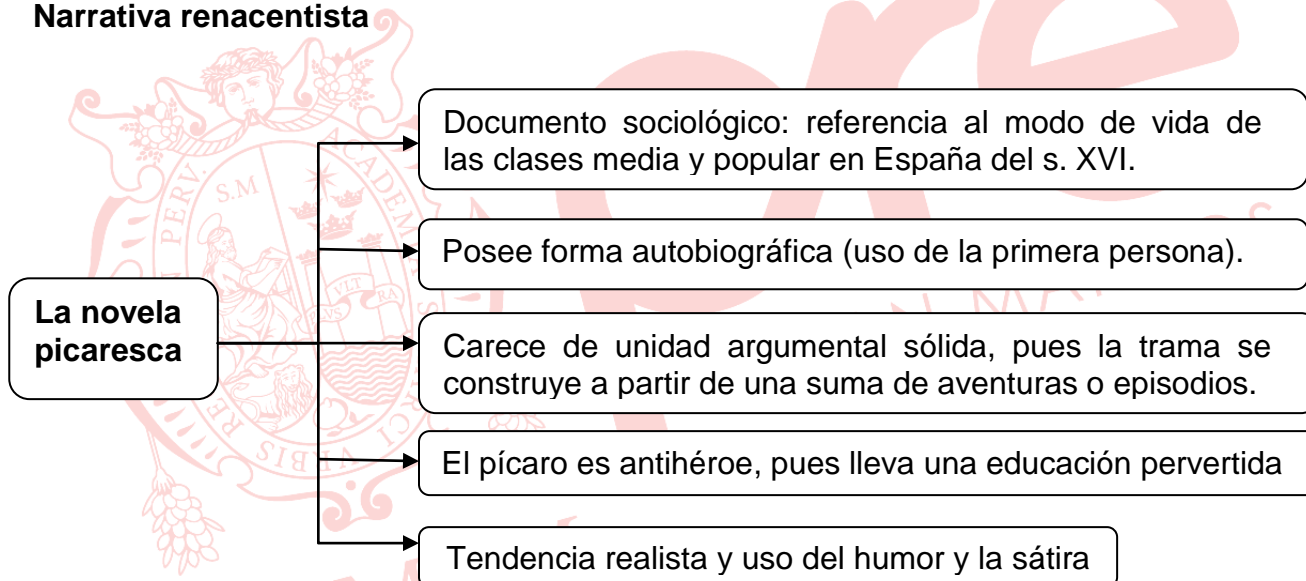 Narrativa renacentista
Documento sociológico: referencia al modo de vida de
las clases media y popular en España del s. XVI.
Posee forma autobiográfica (uso de la primera persona).
La novela
picaresca
Carece de unidad argumental sólida, pues la trama se
construye a partir de una suma de aventuras o episodios.
El pícaro es antihéroe, pues lleva una educación pervertida
Tendencia realista y uso del humor y la sátira